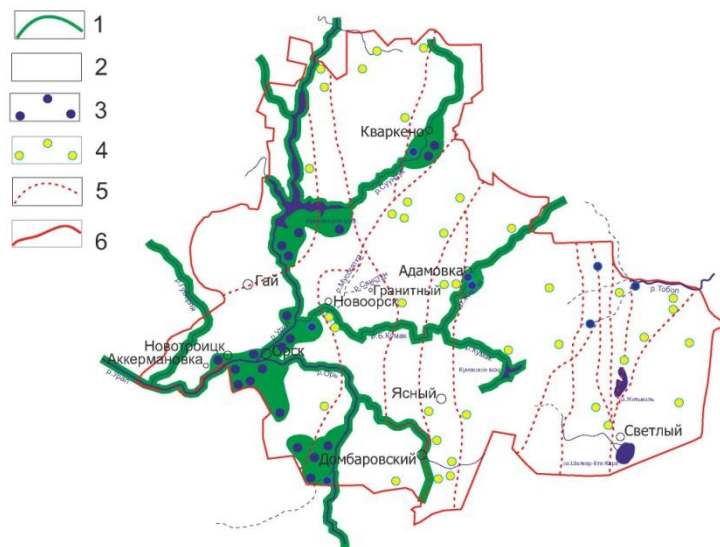 1
2
3
4
5
6
Кваркено
р.Суундук
Гай
р.Губерля
Адамовка
Гранитный
Новоорск
р.Тобол
Новотроицк
Аккермановка
Орск
р.Урал
р.Б.Кумак
р.Кумак
р.Орь
Ясный
Светлый
Домбаровский